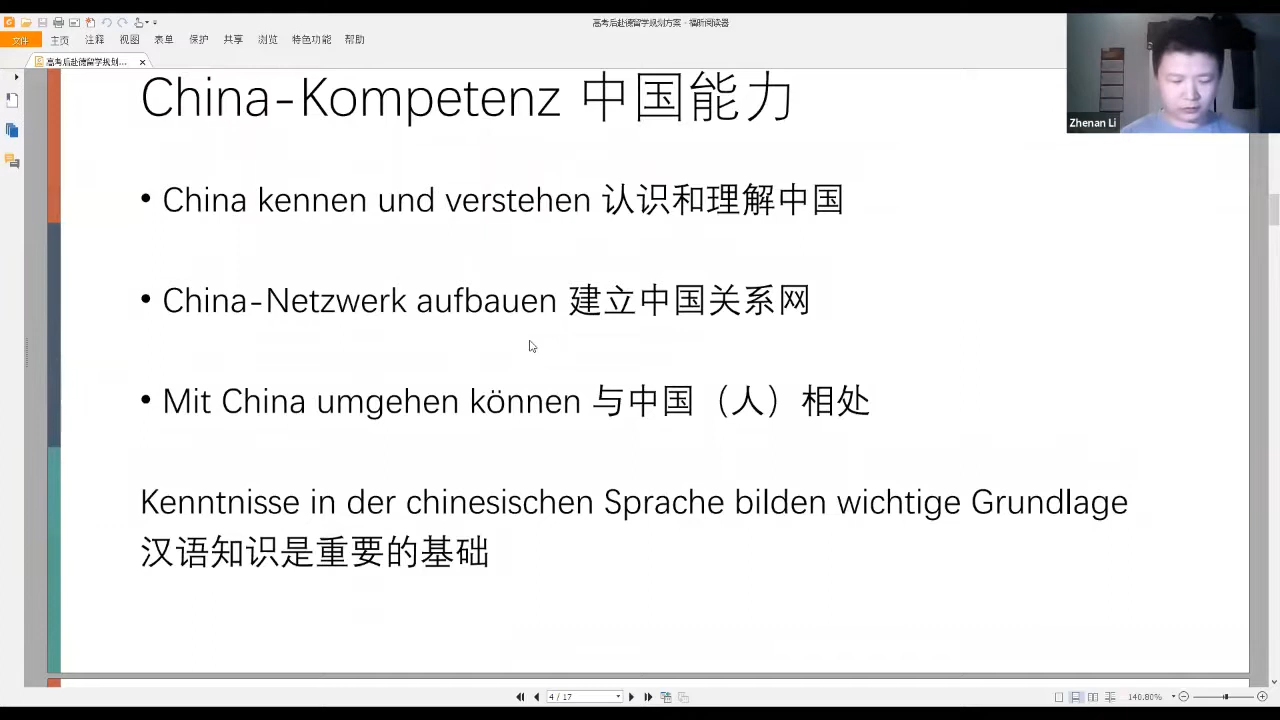 高考后赴德留学规划方案 - 福昕阅读器
文件 主页 注释 视图 表单 保护 共享 浏览 特色功能 帮助
高考后赴德留学规划...
China-Kompetenz 中国能力
Zhenan Li
• China kennen und verstehen 认识和理解中国
• China-Netzwerk aufbauen 建立中国关系网
• Mit China umgehen können 与中国（人）相处
Kenntnisse in der chinesischen Sprache bilden wichtige Grundlage
汉语知识是重要的基础
4 / 17
140.80%